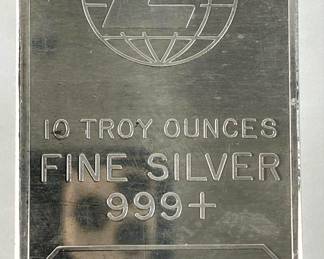 10 TROY OUNCES
FINE SILVER
999+